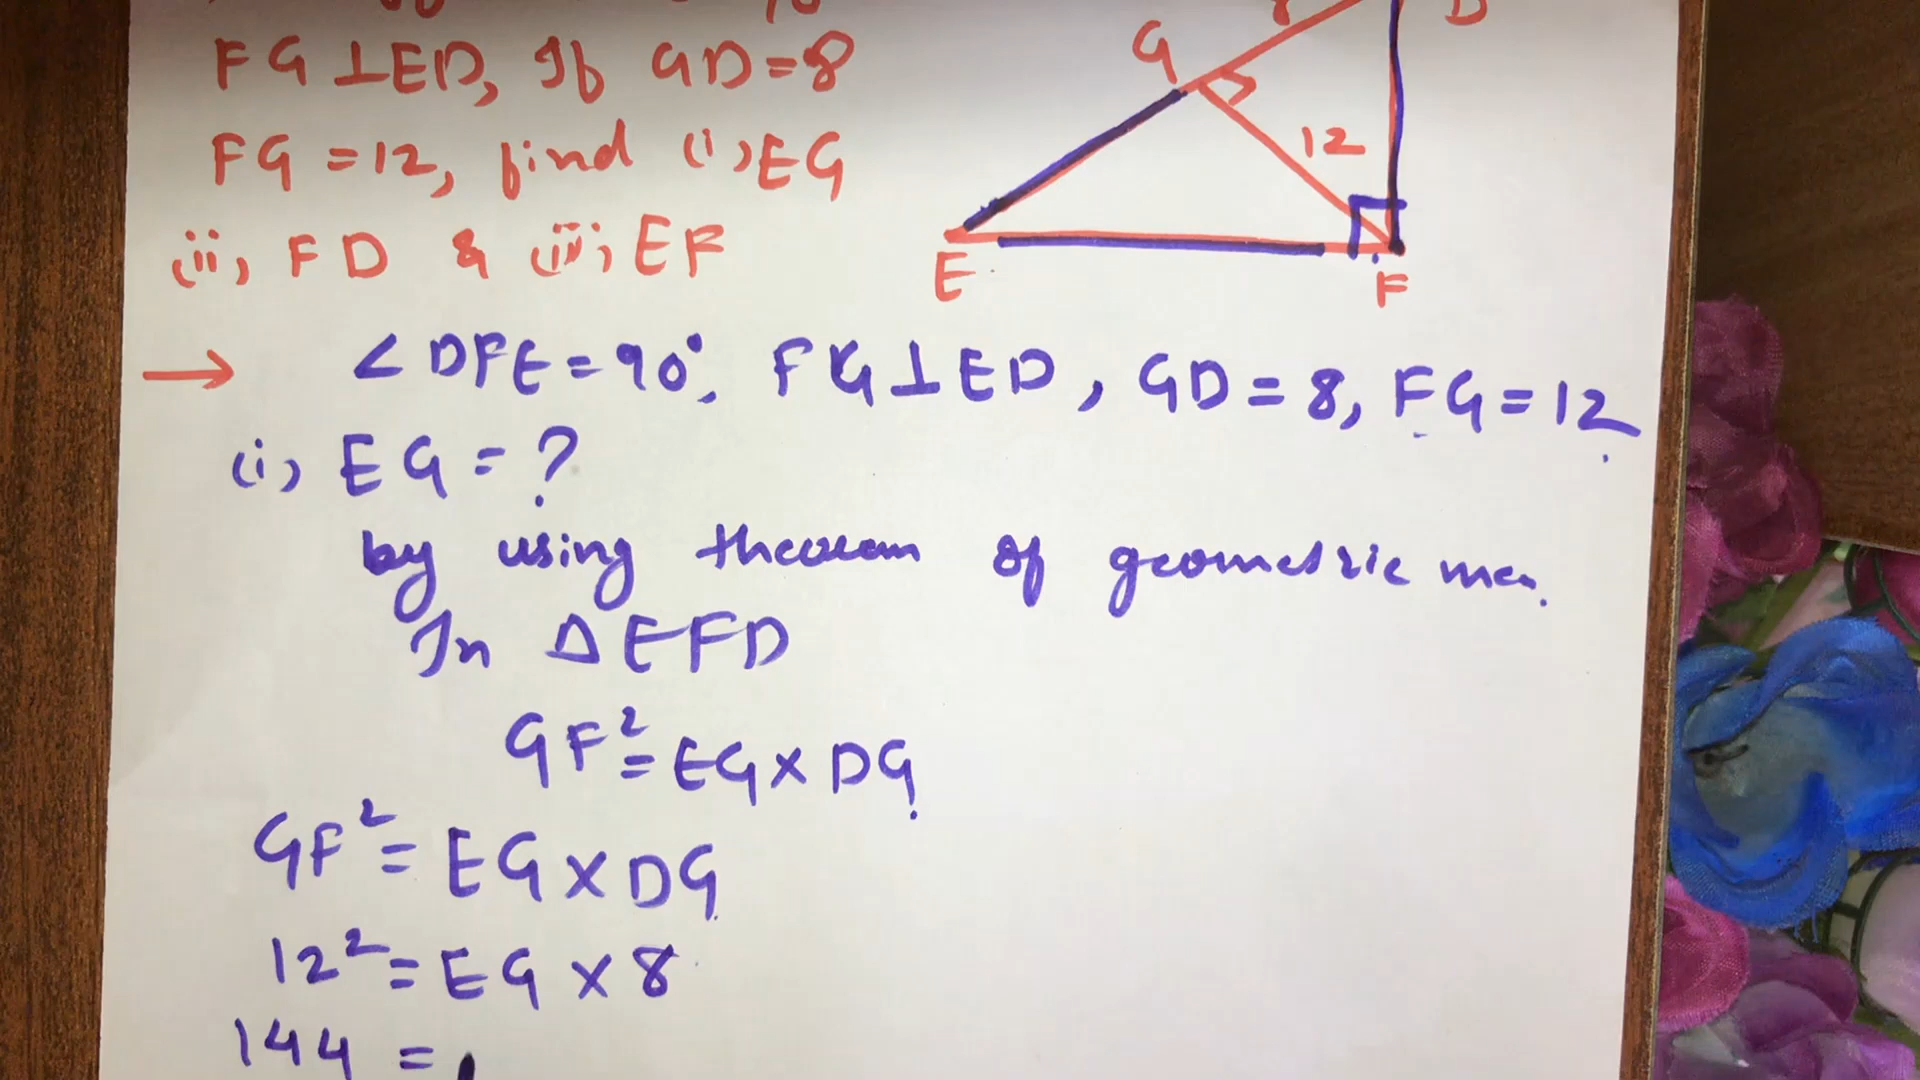 FG⊥ED, If GD=8
FG=12, find (i) EG
(ii) FD & (iii) EF
G
D
12
E
F
→ ∠DFE=90°, FG⊥ED, GD=8, FG=12
(i) EG=?
by using theorem of geometric mea.
In △EFD
GF²=EG×DG
GF²=EG×DG
12²=EG×8
144=